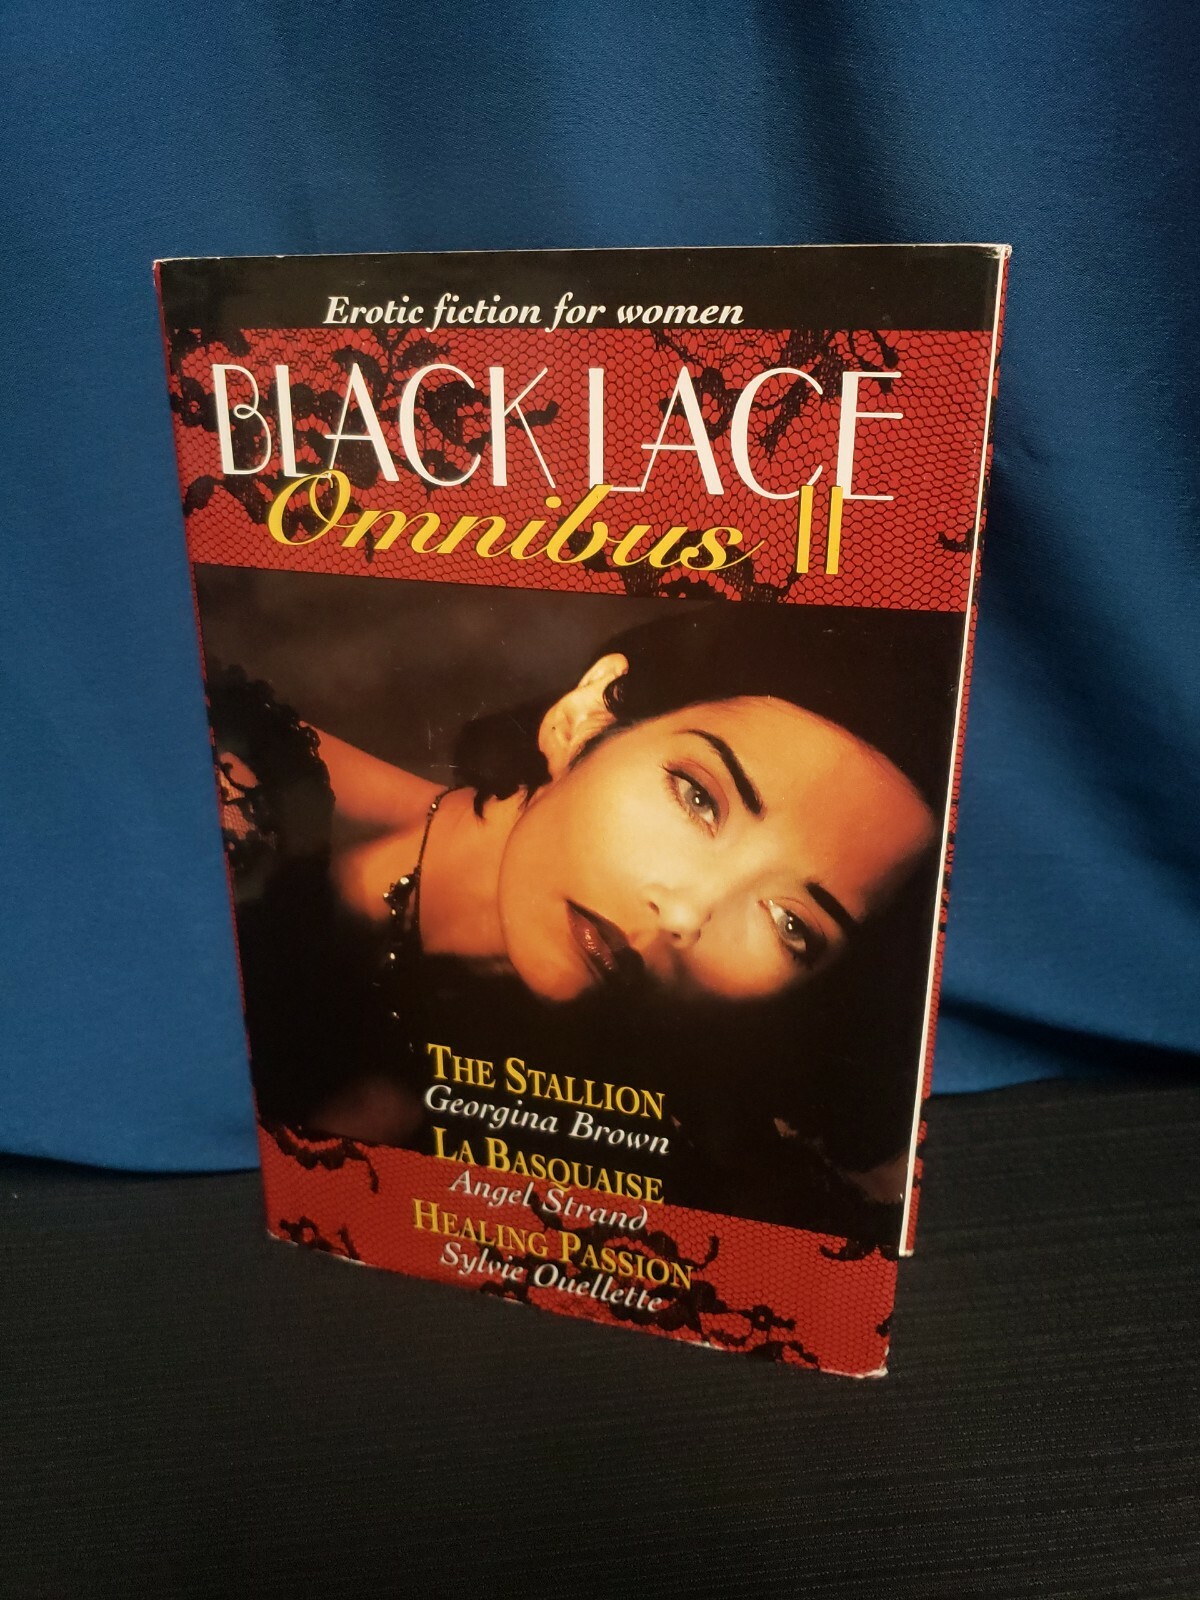 Erotic fiction for women
BLACK LACE
Omnibus II
THE STALLION
Georgina Brown
LA BASQUAISE
Angel Strand
HEALING PASSION
Sylvie Ouellette